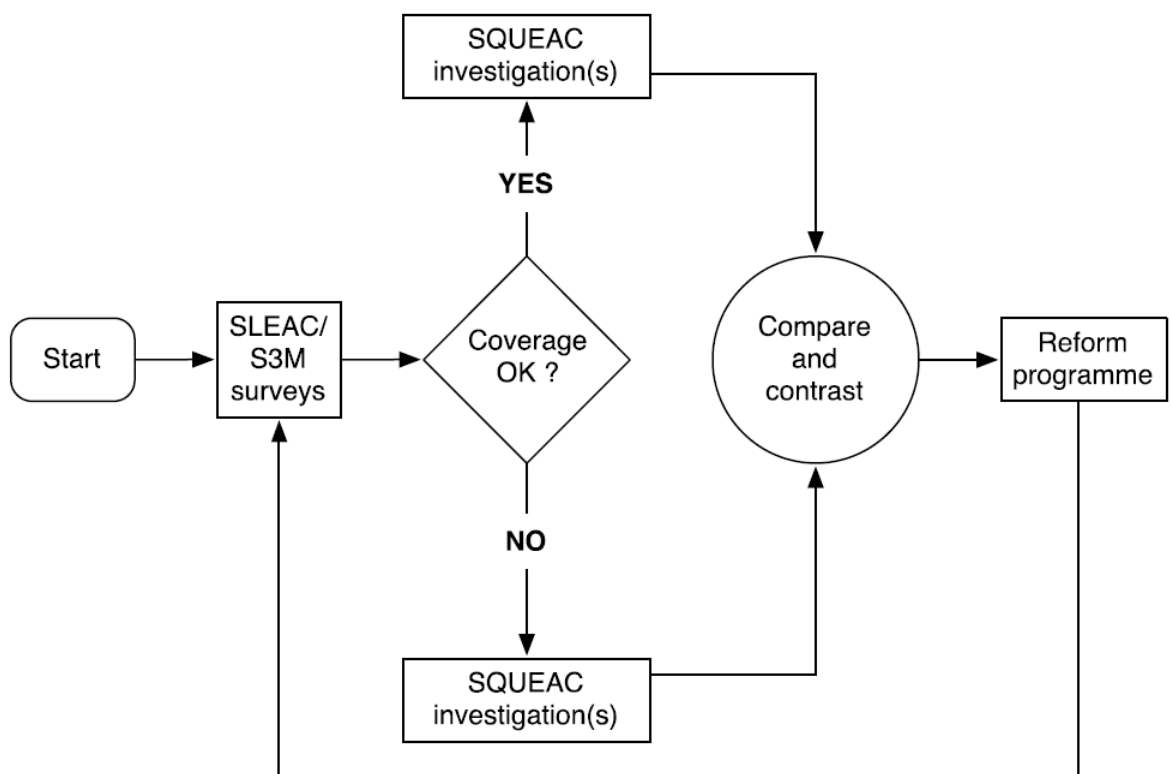 SQUEAC
investigation(s)
YES
Start
SLEAC/
S3M
surveys
Coverage
OK ?
Compare
and
contrast
Reform
programme
NO
SQUEAC
investigation(s)